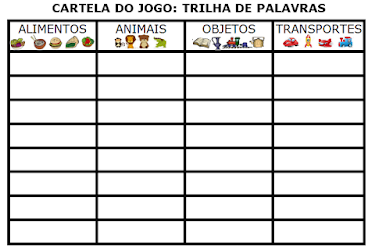 CARTELA DO JOGO: TRILHA DE PALAVRAS
ALIMENTOS ANIMAIS OBJETOS TRANSPORTES